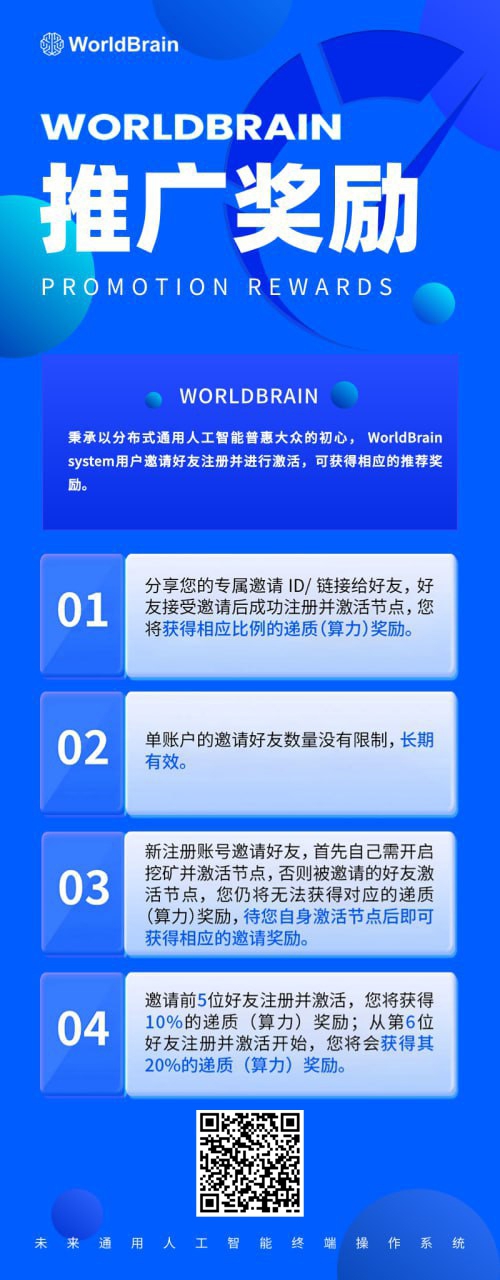 WorldBrain
WORLDBRAIN
推广奖励
PROMOTION REWARDS
WORLDBRAIN
秉承以分布式通用人工智能普惠大众的初心， WorldBrain
system用户邀请好友注册并进行激活，可获得相应的推荐奖
励。
01
分享您的专属邀请 ID/ 链接给好友，好
友接受邀请后成功注册并激活节点，您
将获得相应比例的递质（算力）奖励。
02
单账户的邀请好友数量没有限制，长期
有效。
03
新注册账号邀请好友，首先自己需开启
挖矿并激活节点，否则被邀请的好友激
活节点，您仍将无法获得对应的递质
（算力）奖励，待您自身激活节点后即可
获得相应的邀请奖励。
04
邀请前5位好友注册并激活，您将获得
10%的递质（算力）奖励；从第6位
好友注册并激活开始，您将会获得其
20%的递质（算力）奖励。
未来通用人工智能终端操作系统